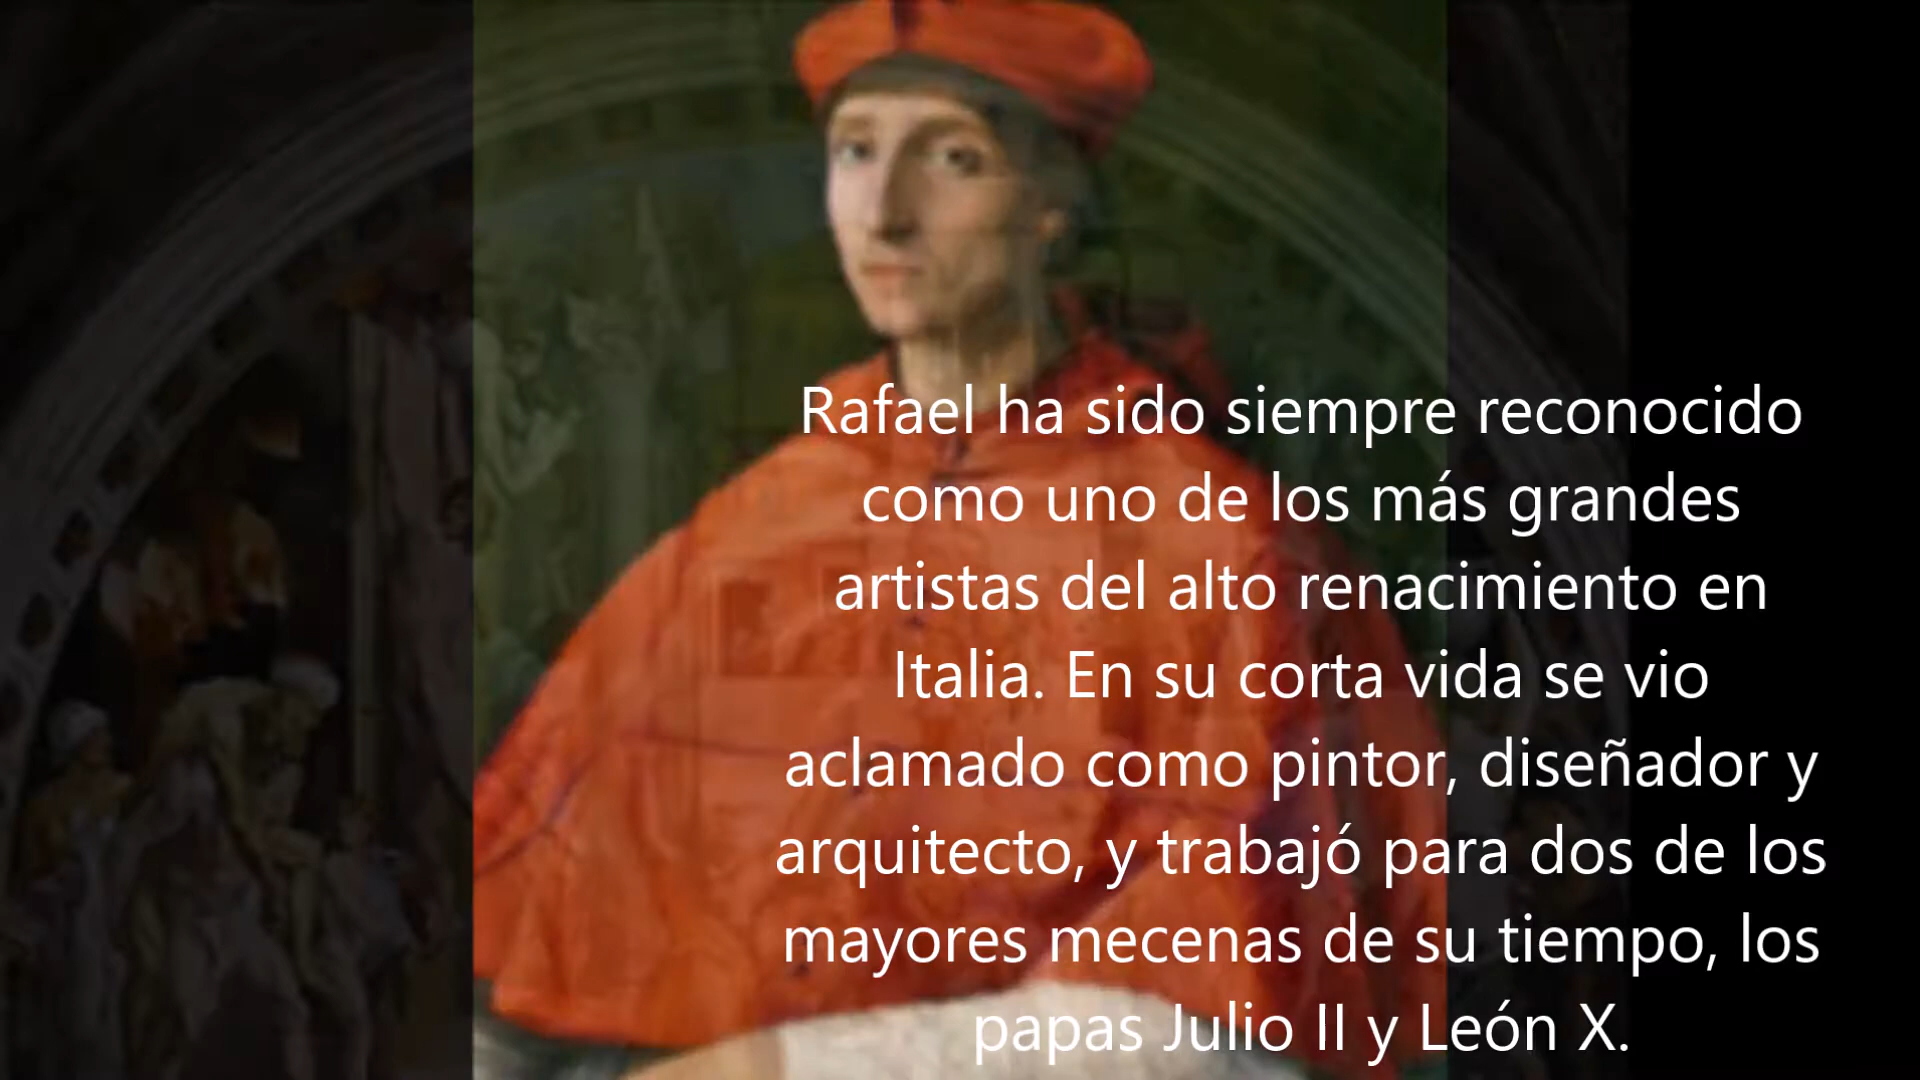 Rafael ha sido siempre reconocido
como uno de los más grandes
artistas del alto renacimiento en
Italia. En su corta vida se vio
aclamado como pintor, diseñador y
arquitecto, y trabajó para dos de los
mayores mecenas de su tiempo, los
papas Julio II y León X.